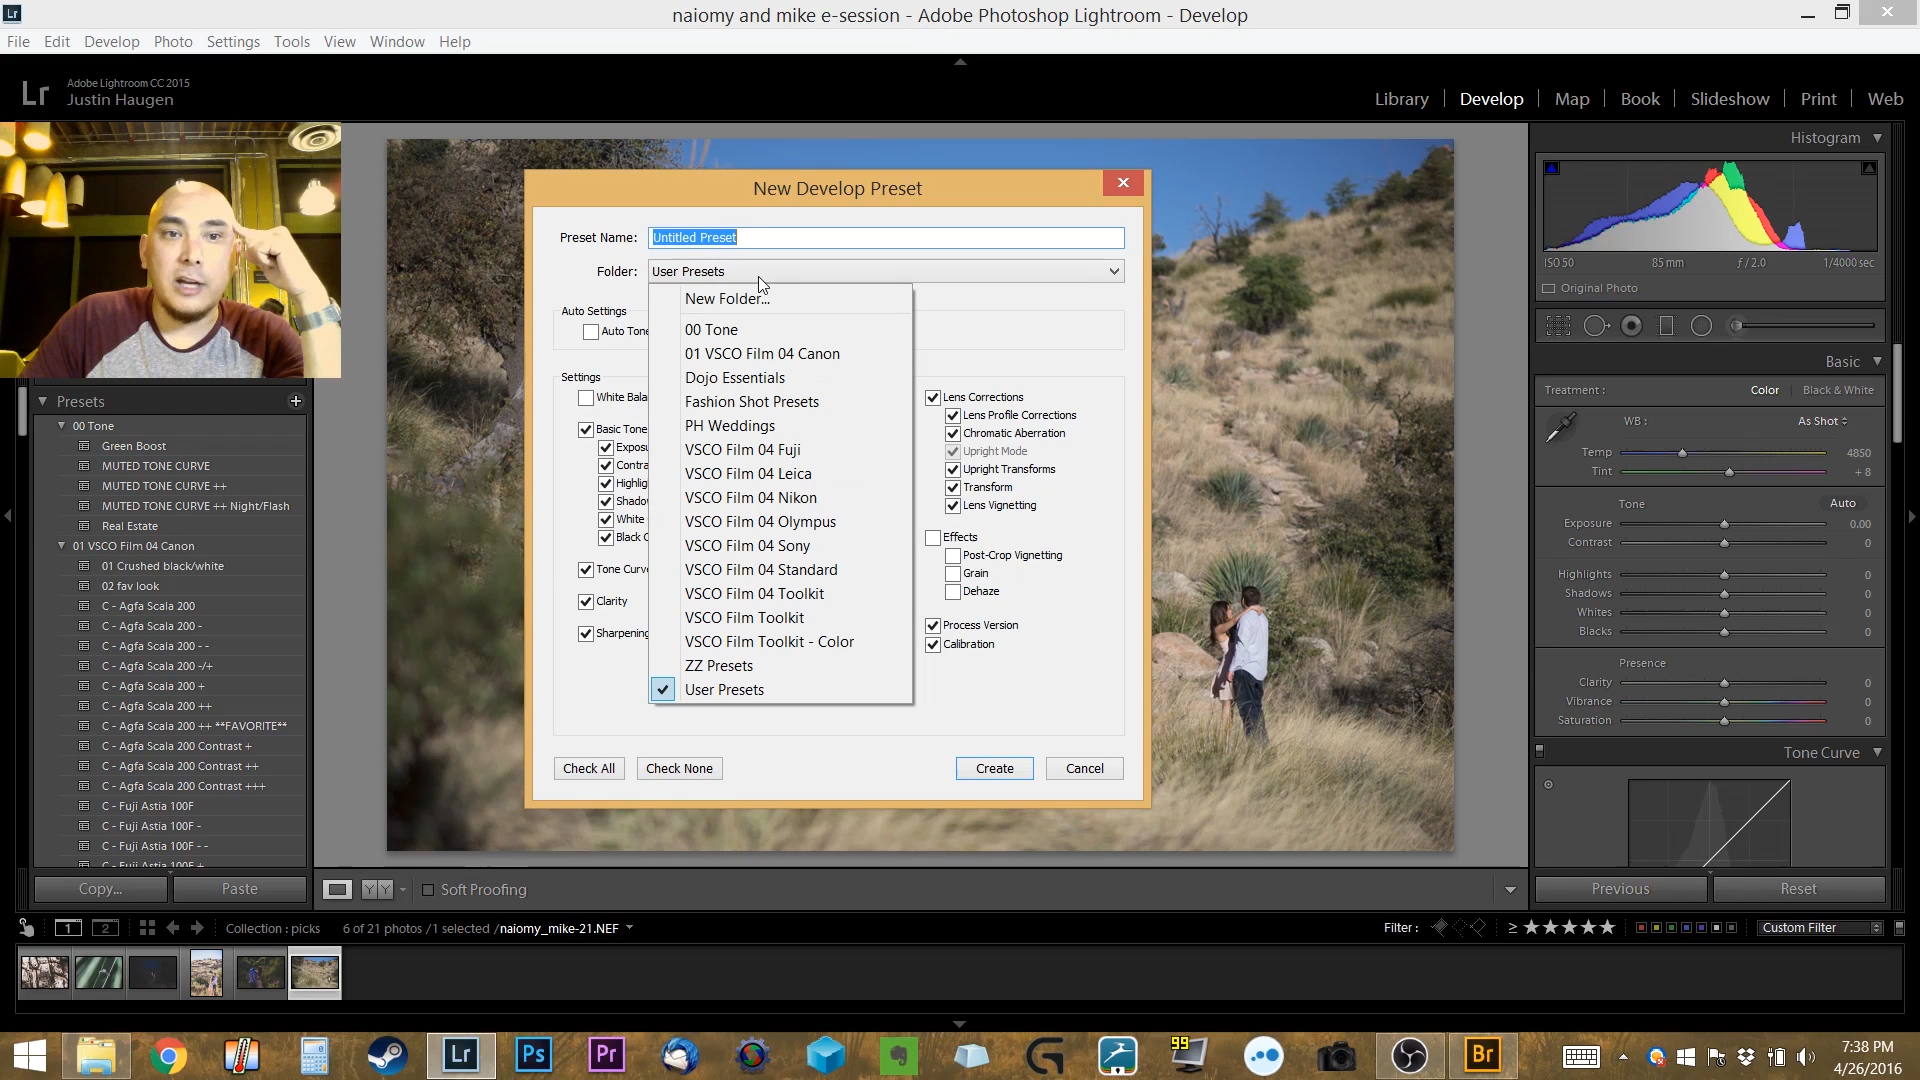 Lr
naiomy and mike e-session - Adobe Photoshop Lightroom - Develop
File Edit Develop Photo Settings Tools View Window Help
Lr
Adobe Lightroom CC 2015
Justin Haugen
Library Develop Map Book Slideshow Print Web
Histogram
ISO 50 85 mm ƒ / 2.0 1/4000 sec
Original Photo
Basic
Treatment : Color Black & White
WB : As Shot
Temp 4850
Tint + 8
Tone Auto
Exposure 0.00
Contrast 0
Highlights 0
Shadows 0
Whites 0
Blacks 0
Presence
Clarity 0
Vibrance 0
Saturation 0
Tone Curve
Previous Reset
New Develop Preset
Preset Name: Untitled Preset
Folder: User Presets
New Folder...
00 Tone
01 VSCO Film 04 Canon
Dojo Essentials
Fashion Shot Presets
PH Weddings
VSCO Film 04 Fuji
VSCO Film 04 Leica
VSCO Film 04 Nikon
VSCO Film 04 Olympus
VSCO Film 04 Sony
VSCO Film 04 Standard
VSCO Film 04 Toolkit
VSCO Film Toolkit
VSCO Film Toolkit - Color
ZZ Presets
User Presets
Auto Settings
Auto Tone
Settings
White Bala
Basic Tone
Exposu
Contra
Highlig
Shado
White
Black C
Tone Curv
Clarity
Sharpening
Lens Corrections
Lens Profile Corrections
Chromatic Aberration
Upright Mode
Upright Transforms
Transform
Lens Vignetting
Effects
Post-Crop Vignetting
Grain
Dehaze
Process Version
Calibration
Check All Check None Create Cancel
Presets
00 Tone
Green Boost
MUTED TONE CURVE
MUTED TONE CURVE ++
MUTED TONE CURVE ++ Night/Flash
Real Estate
01 VSCO Film 04 Canon
01 Crushed black/white
02 fav look
C - Agfa Scala 200
C - Agfa Scala 200 -
C - Agfa Scala 200 - -
C - Agfa Scala 200 -/+
C - Agfa Scala 200 +
C - Agfa Scala 200 ++
C - Agfa Scala 200 ++ **FAVORITE**
C - Agfa Scala 200 Contrast +
C - Agfa Scala 200 Contrast ++
C - Agfa Scala 200 Contrast +++
C - Fuji Astia 100F
C - Fuji Astia 100F -
C - Fuji Astia 100F - -
C - Fuji Astia 100F +
Copy... Paste
Y Y Soft Proofing
1 2 Collection : picks 6 of 21 photos /1 selected /naiomy_mike-21.NEF
Filter : ≥ ★★★★★ Custom Filter
Lr Ps Pr 99 Br
7:38 PM
4/26/2016